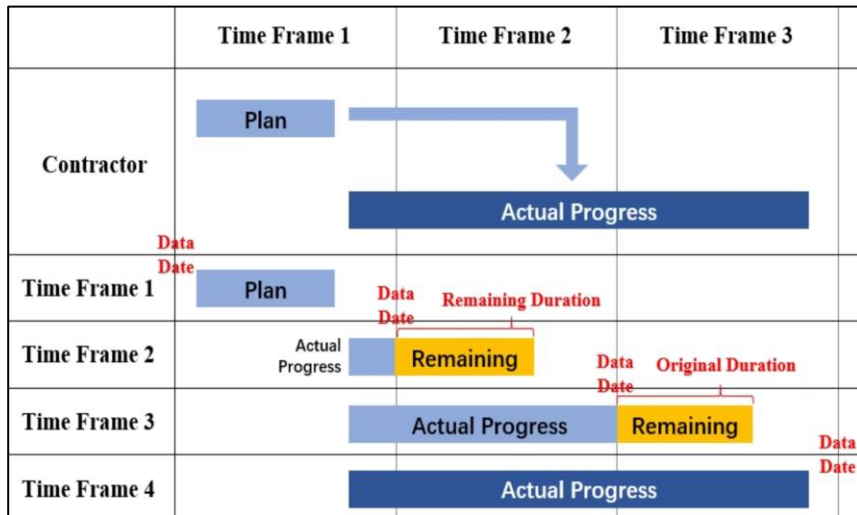 Time Frame 1
Time Frame 2
Time Frame 3
Contractor
Plan
Actual Progress
Data
Date
Time Frame 1
Plan
Data
Date
Remaining Duration
Time Frame 2
Actual
Progress
Remaining
Data
Date
Original Duration
Time Frame 3
Actual Progress
Remaining
Data
Date
Time Frame 4
Actual Progress